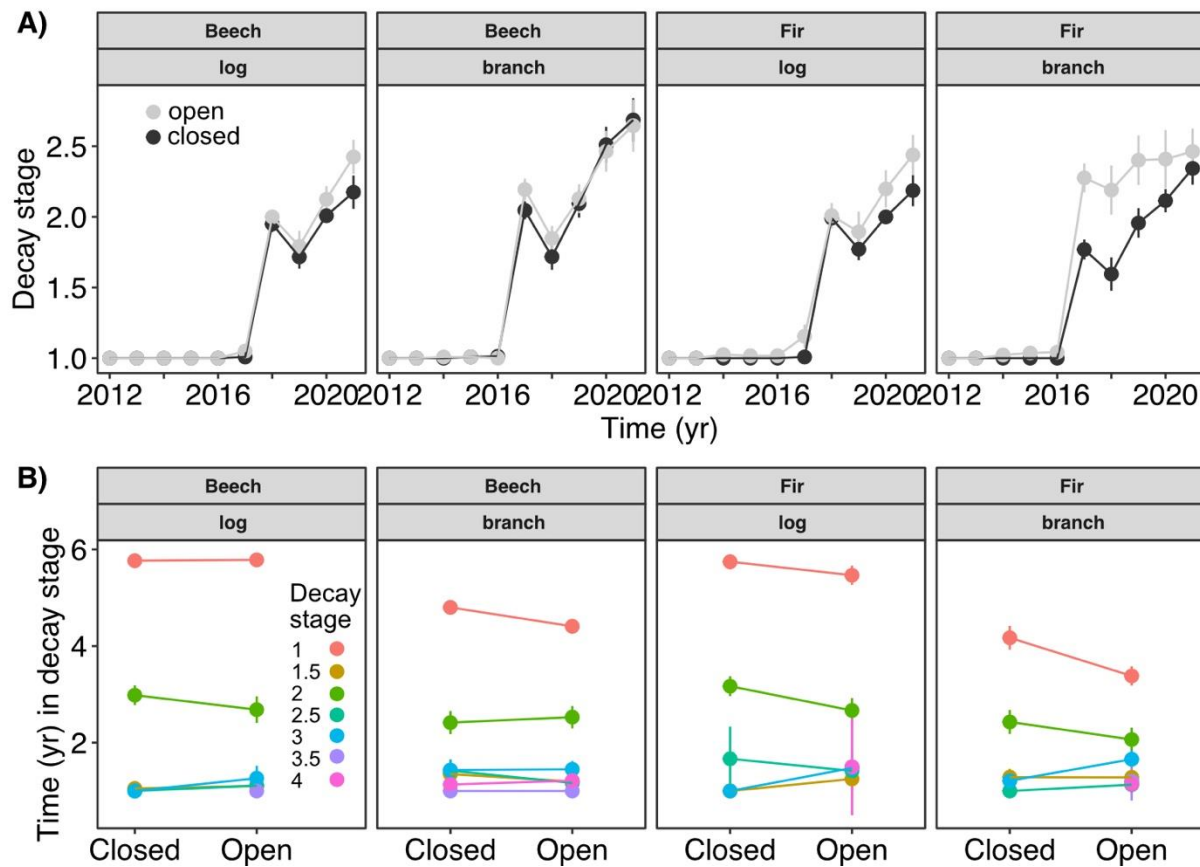 A)
Beech Beech Fir Fir
log branch log branch
open
closed
Decay stage
2.5
2.0
1.5
1.0
2012 2016 2020 2012 2016 2020 2012 2016 2020 2012 2016 2020
Time (yr)
B)
Beech Beech Fir Fir
log branch log branch
Time (yr) in decay stage
6
4
2
Decay
stage
1
1.5
2
2.5
3
3.5
4
Closed Open Closed Open Closed Open Closed Open